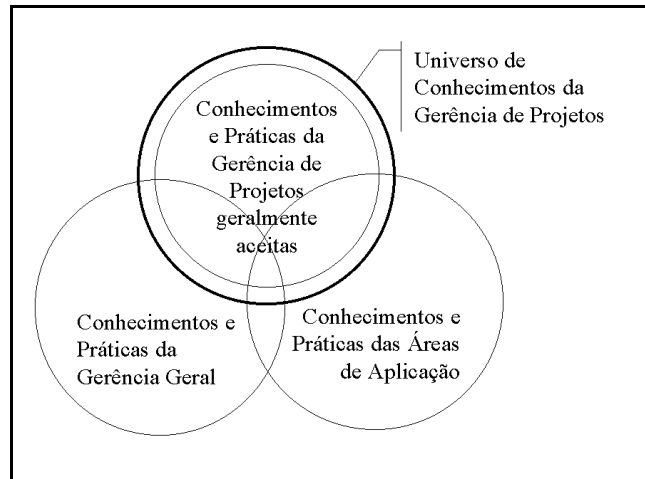 Universo de
Conhecimentos da
Gerência de Projetos
Conhecimentos
e Práticas da
Gerência de
Projetos
geralmente
aceitas
Conhecimentos e
Práticas da
Gerência Geral
Conhecimentos e
Práticas das Áreas
de Aplicação